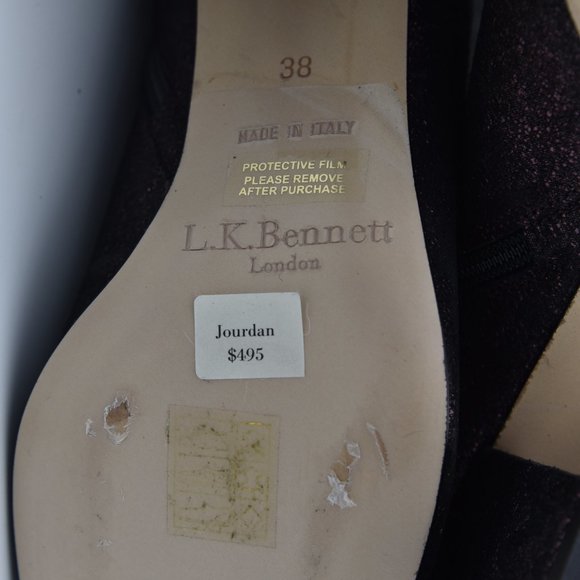 38
MADE IN ITALY
PROTECTIVE FILM
PLEASE REMOVE
AFTER PURCHASE
L.K.Bennett
London
Jourdan
$495